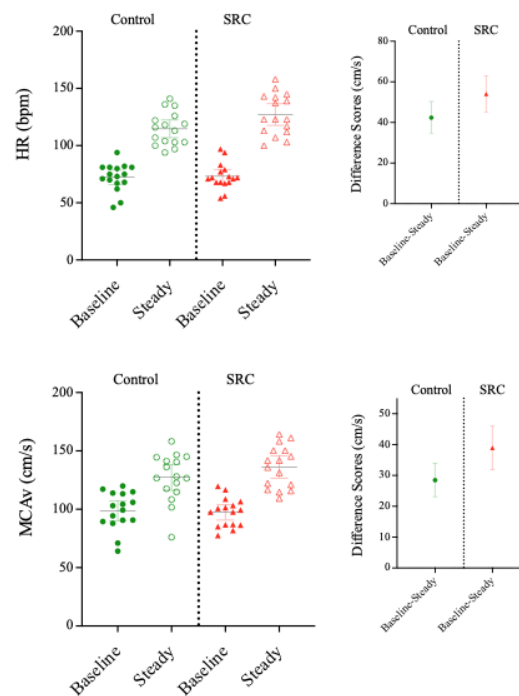 Control SRC
200
150
100
50
0
HR (bpm)
Baseline
Steady
Baseline
Steady
Control SRC
80
60
40
20
0
Difference Scores (cm/s)
Baseline-Steady
Baseline-Steady
Control SRC
200
150
100
50
0
MCAv (cm/s)
Baseline
Steady
Baseline
Steady
Control SRC
50
40
30
20
10
0
Difference Scores (cm/s)
Baseline-Steady
Baseline-Steady